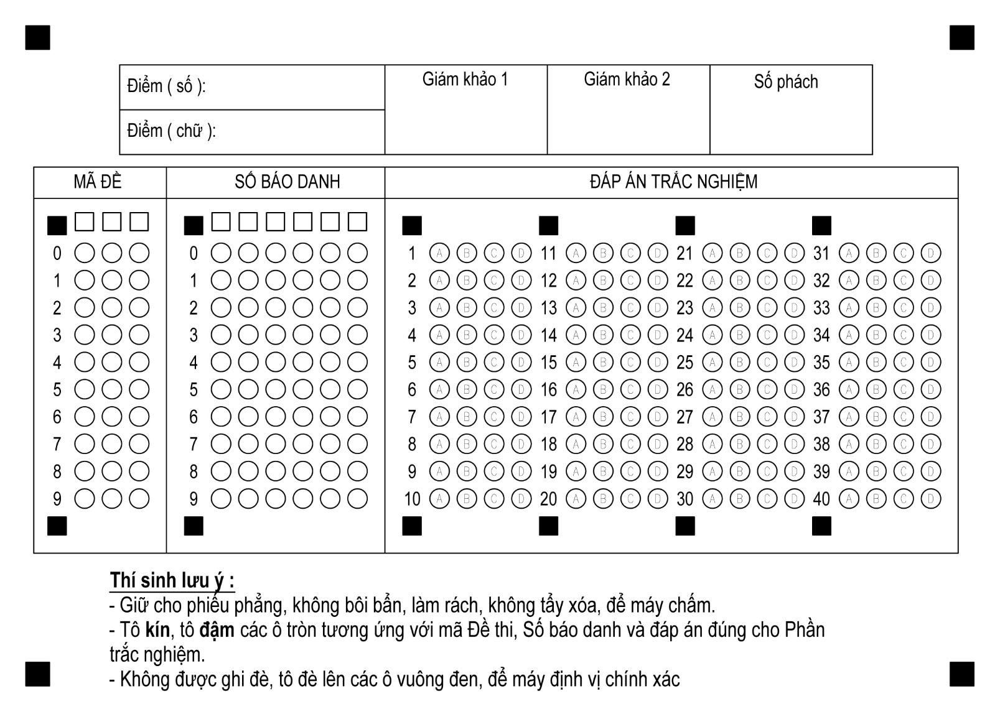 Điểm ( số ):
Giám khảo 1
Giám khảo 2
Số phách
Điểm ( chữ ):
MÃ ĐỀ
SỐ BÁO DANH
ĐÁP ÁN TRẮC NGHIỆM
0 0 1 A B C D 11 A B C D 21 A B C D 31 A B C D
1 1 2 A B C D 12 A B C D 22 A B C D 32 A B C D
2 2 3 A B C D 13 A B C D 23 A B C D 33 A B C D
3 3 4 A B C D 14 A B C D 24 A B C D 34 A B C D
4 4 5 A B C D 15 A B C D 25 A B C D 35 A B C D
5 5 6 A B C D 16 A B C D 26 A B C D 36 A B C D
6 6 7 A B C D 17 A B C D 27 A B C D 37 A B C D
7 7 8 A B C D 18 A B C D 28 A B C D 38 A B C D
8 8 9 A B C D 19 A B C D 29 A B C D 39 A B C D
9 9 10 A B C D 20 A B C D 30 A B C D 40 A B C D
Thí sinh lưu ý :
- Giữ cho phiếu phẳng, không bôi bẩn, làm rách, không tẩy xóa, để máy chấm.
- Tô kín, tô đậm các ô tròn tương ứng với mã Đề thi, Số báo danh và đáp án đúng cho Phần
trắc nghiệm.
- Không được ghi đè, tô đè lên các ô vuông đen, để máy định vị chính xác